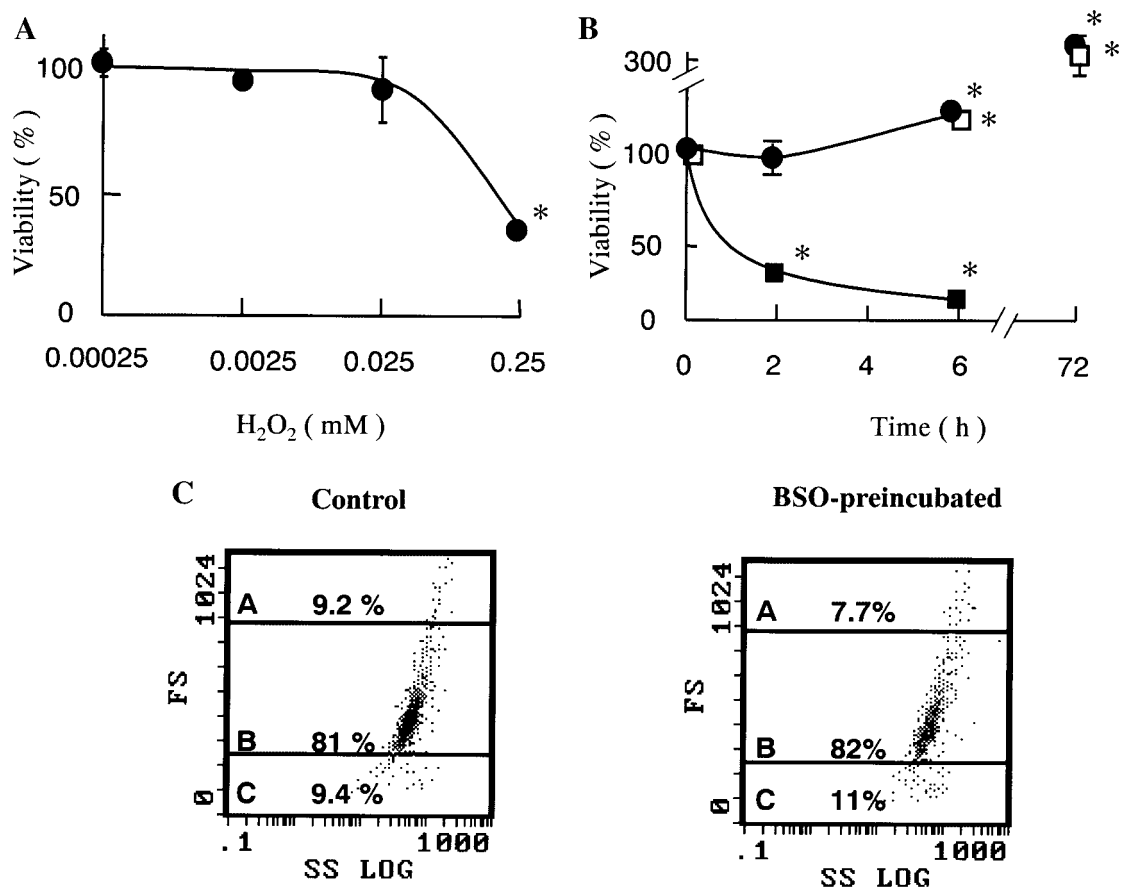 A
Viability ( % )
100
50
0
0.00025 0.0025 0.025 0.25
*
H₂O₂ ( mM )
B
Viability ( % )
300
100
50
0
0 2 4 6 72
* * * * * *
Time ( h )
C
Control
FS
1024
0
A 9.2 %
B 81 %
C 9.4 %
.1 1000
SS LOG
BSO-preincubated
FS
1024
0
A 7.7%
B 82%
C 11%
.1 1000
SS LOG